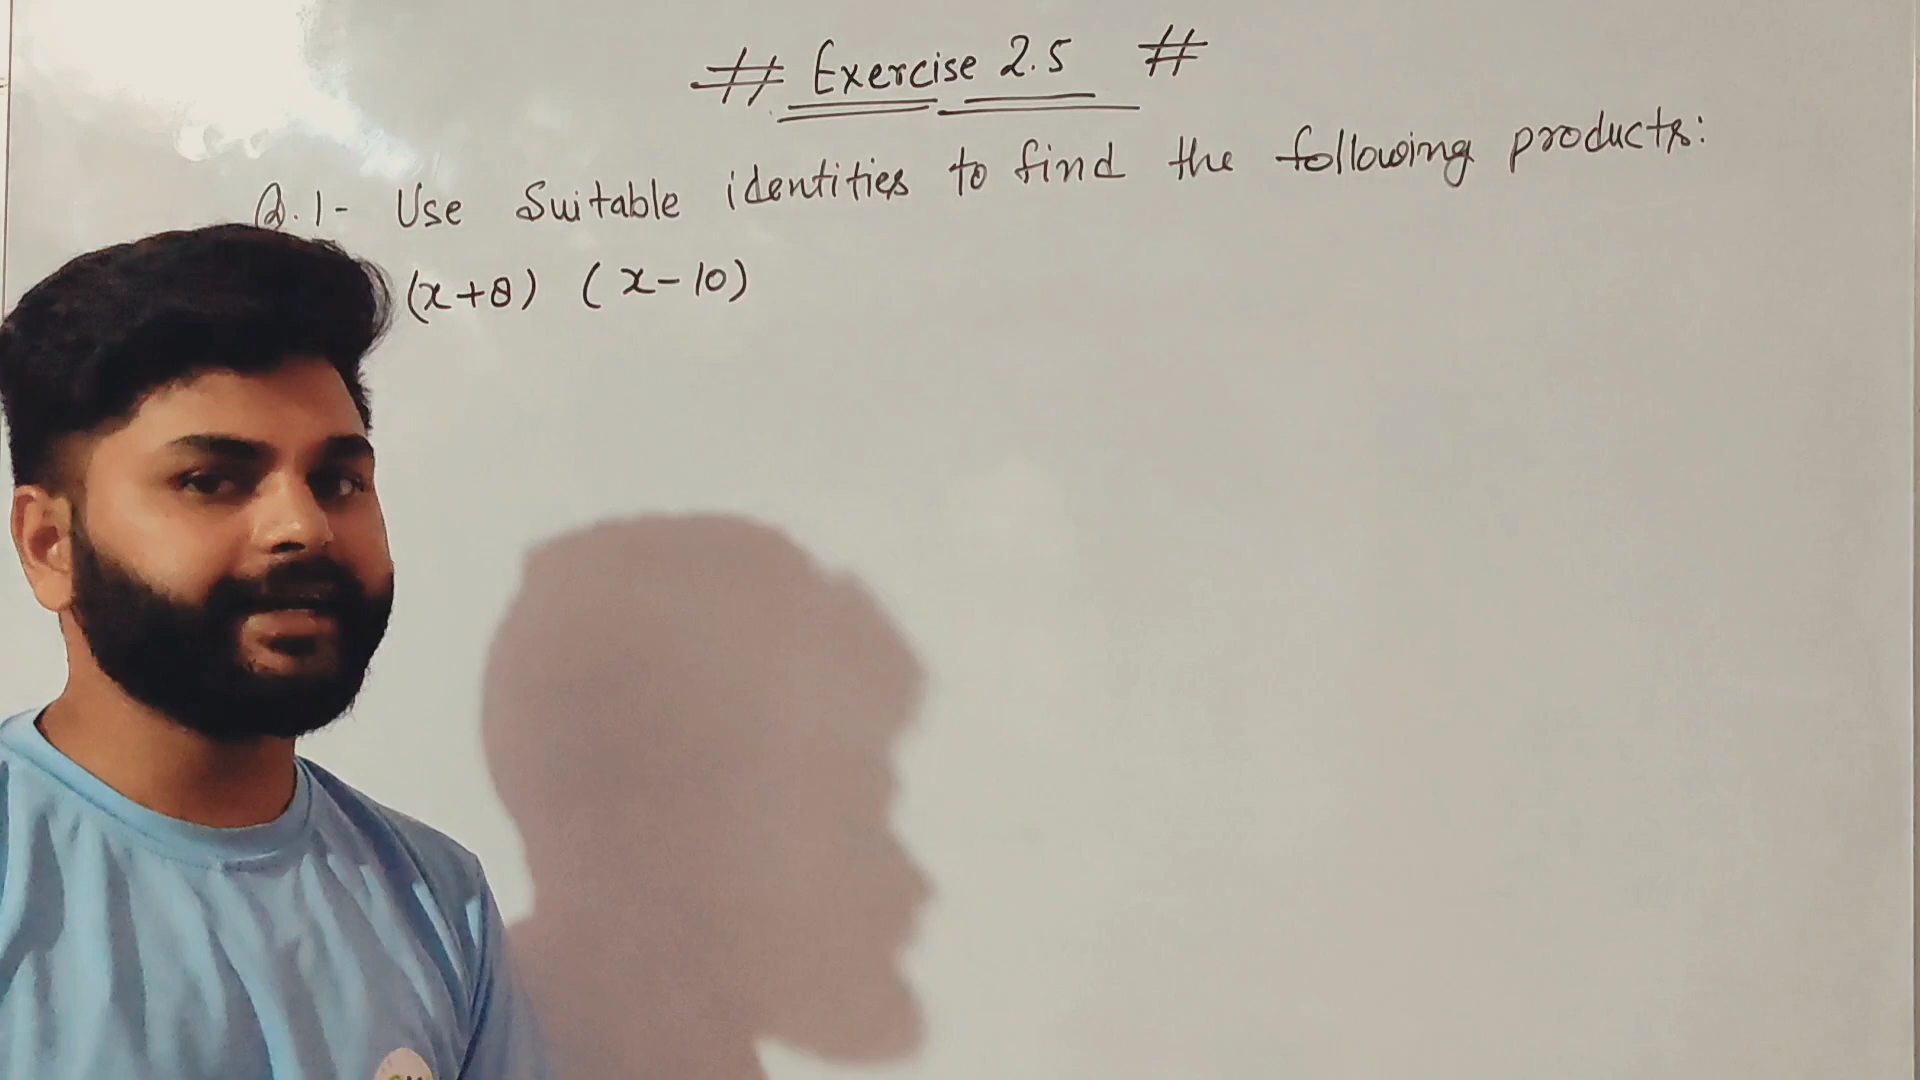 # Exercise 2.5 #
Q.1- Use Suitable identities to find the following products:
(x+8) (x-10)